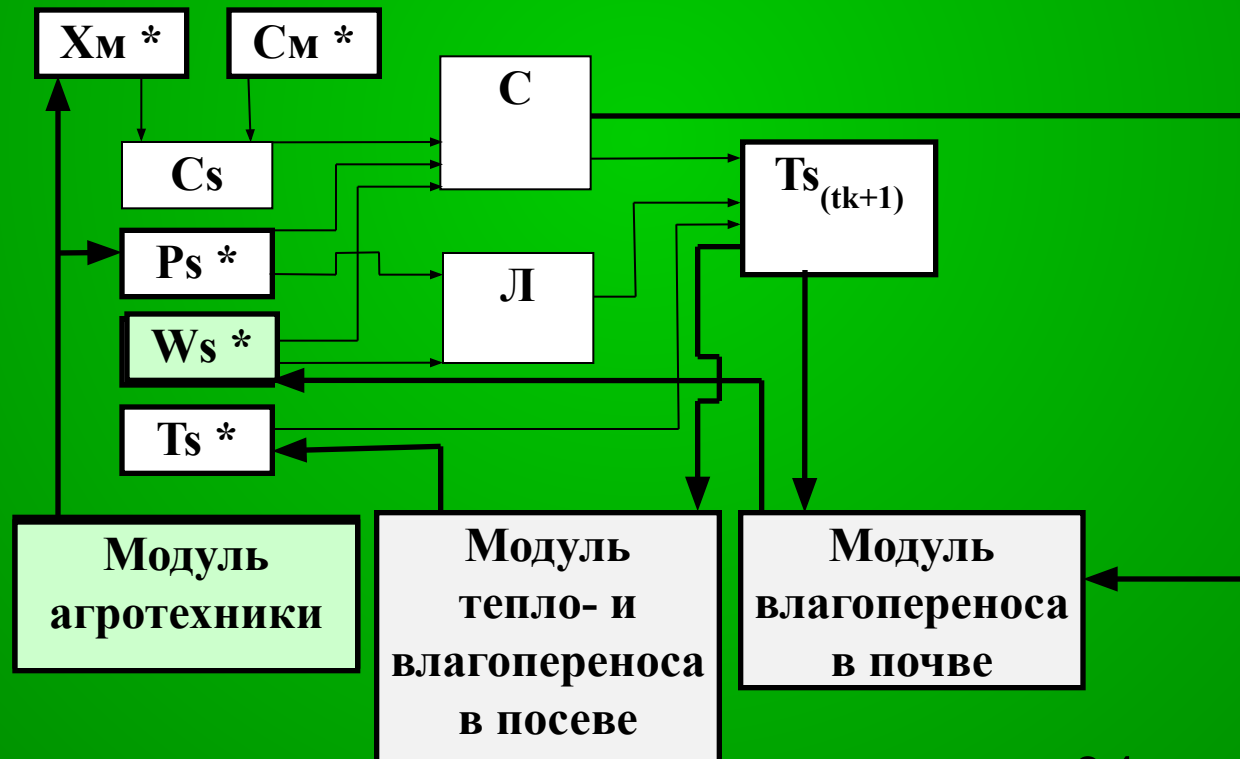 Хм *
См *
С
Cs
Ts(tk+1)
Ps *
Л
Ws *
Ts *
Модуль
агротехники
Модуль
тепло- и
влагопереноса
в посеве
Модуль
влагопереноса
в почве